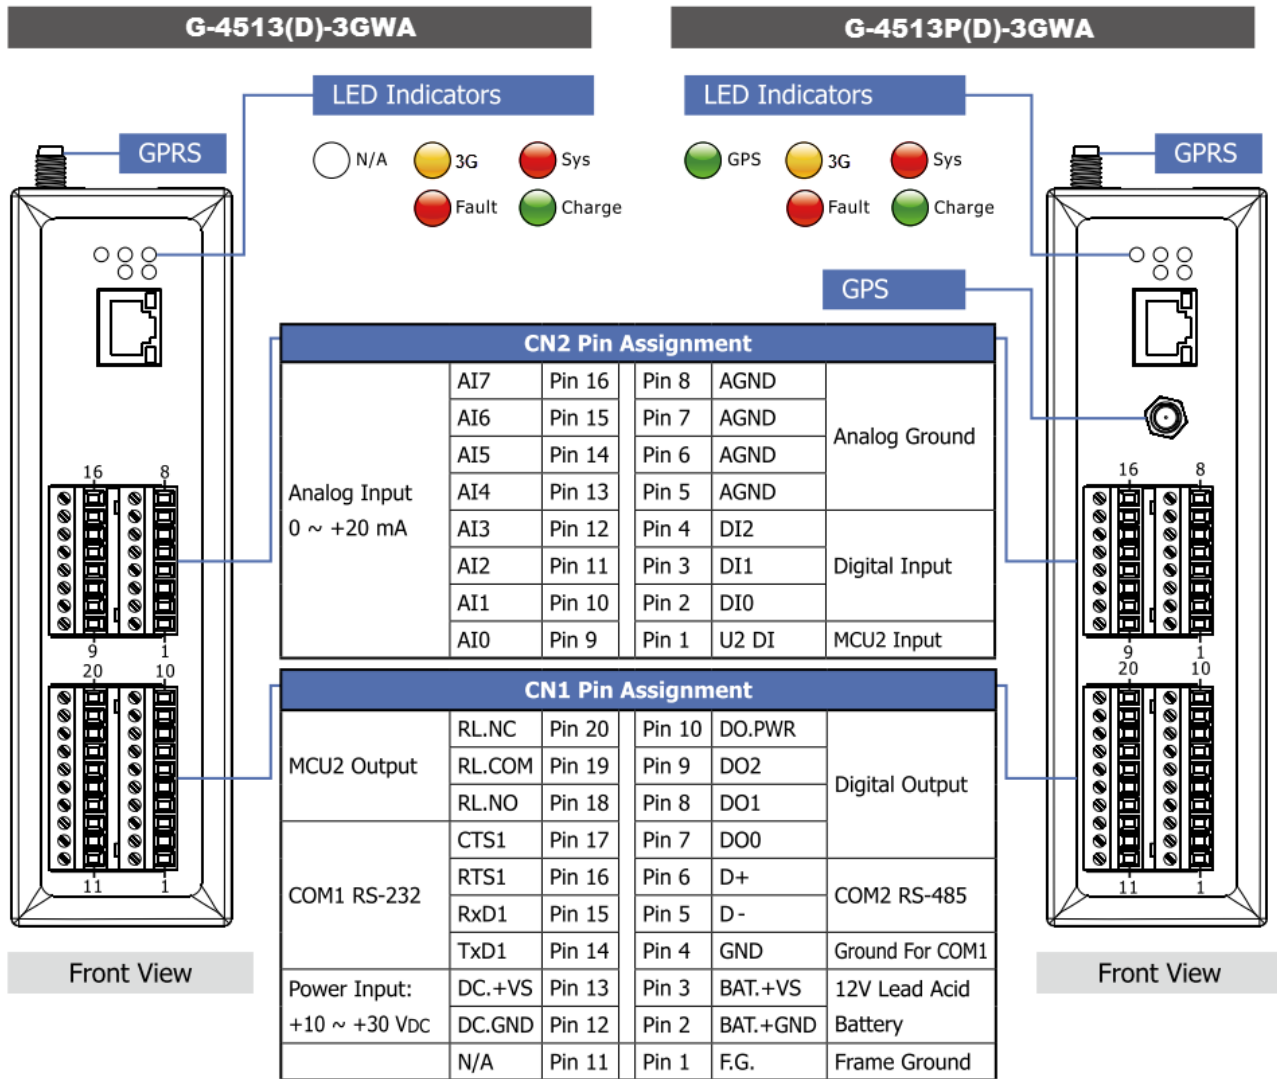 G-4513(D)-3GWA
G-4513P(D)-3GWA
LED Indicators
LED Indicators
GPRS
N/A
3G
Sys
Fault
Charge
GPS
3G
Sys
Fault
Charge
GPRS
GPS
CN2 Pin Assignment
Analog Input
0 ~ +20 mA
AI7 Pin 16 Pin 8 AGND
AI6 Pin 15 Pin 7 AGND
AI5 Pin 14 Pin 6 AGND
AI4 Pin 13 Pin 5 AGND
Analog Ground
AI3 Pin 12 Pin 4 DI2
AI2 Pin 11 Pin 3 DI1
AI1 Pin 10 Pin 2 DI0
Digital Input
AI0 Pin 9 Pin 1 U2 DI MCU2 Input
CN1 Pin Assignment
MCU2 Output
RL.NC Pin 20 Pin 10 DO.PWR
RL.COM Pin 19 Pin 9 DO2
RL.NO Pin 18 Pin 8 DO1
CTS1 Pin 17 Pin 7 DO0
Digital Output
COM1 RS-232
RTS1 Pin 16 Pin 6 D+
RxD1 Pin 15 Pin 5 D-
COM2 RS-485
TxD1 Pin 14 Pin 4 GND Ground For COM1
Power Input:
+10 ~ +30 VDC
DC.+VS Pin 13 Pin 3 BAT.+VS
DC.GND Pin 12 Pin 2 BAT.+GND
12V Lead Acid
Battery
N/A Pin 11 Pin 1 F.G. Frame Ground
16 8
9 1
20 10
11 1
Front View
16 8
9 1
20 10
11 1
Front View